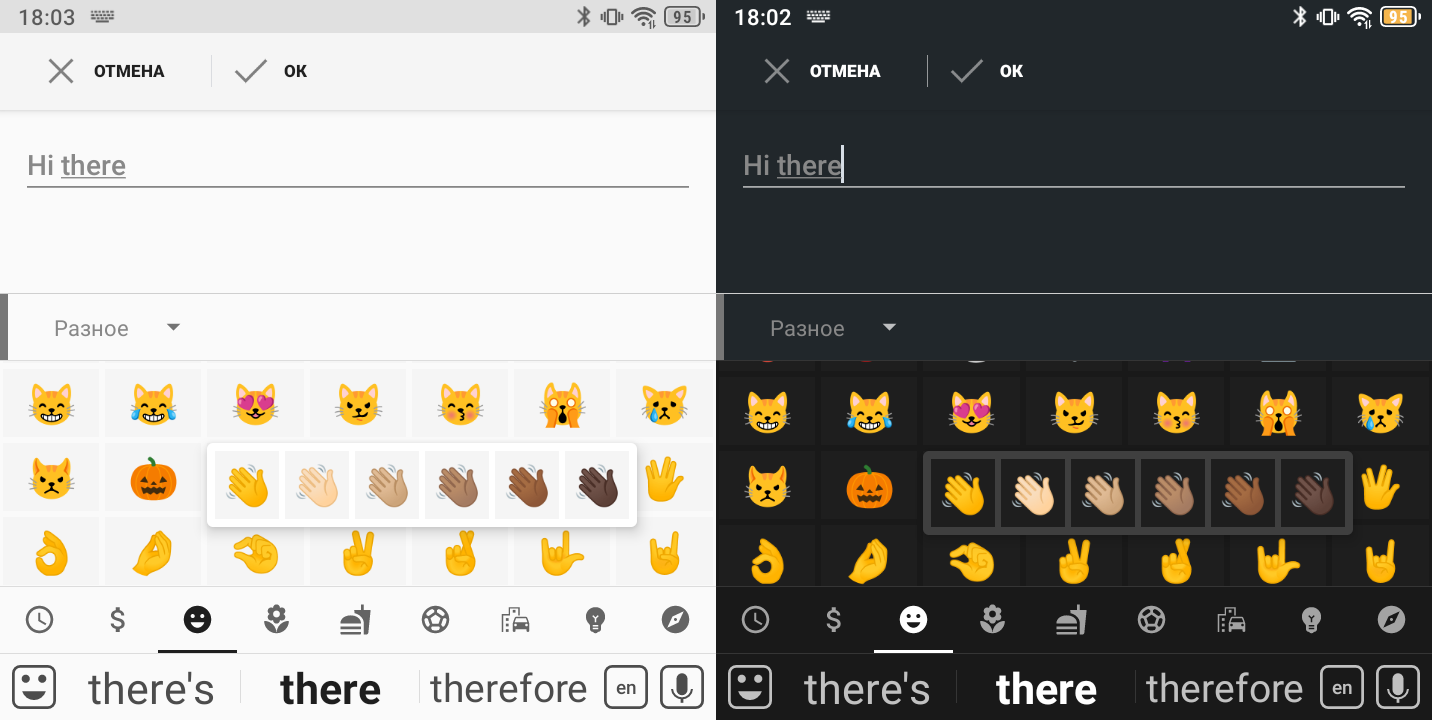 18:03 95
ОТМЕНА OK
Hi there
Разное
$
there's there therefore en
18:02 95
ОТМЕНА OK
Hi there
Разное
$
there's there therefore en